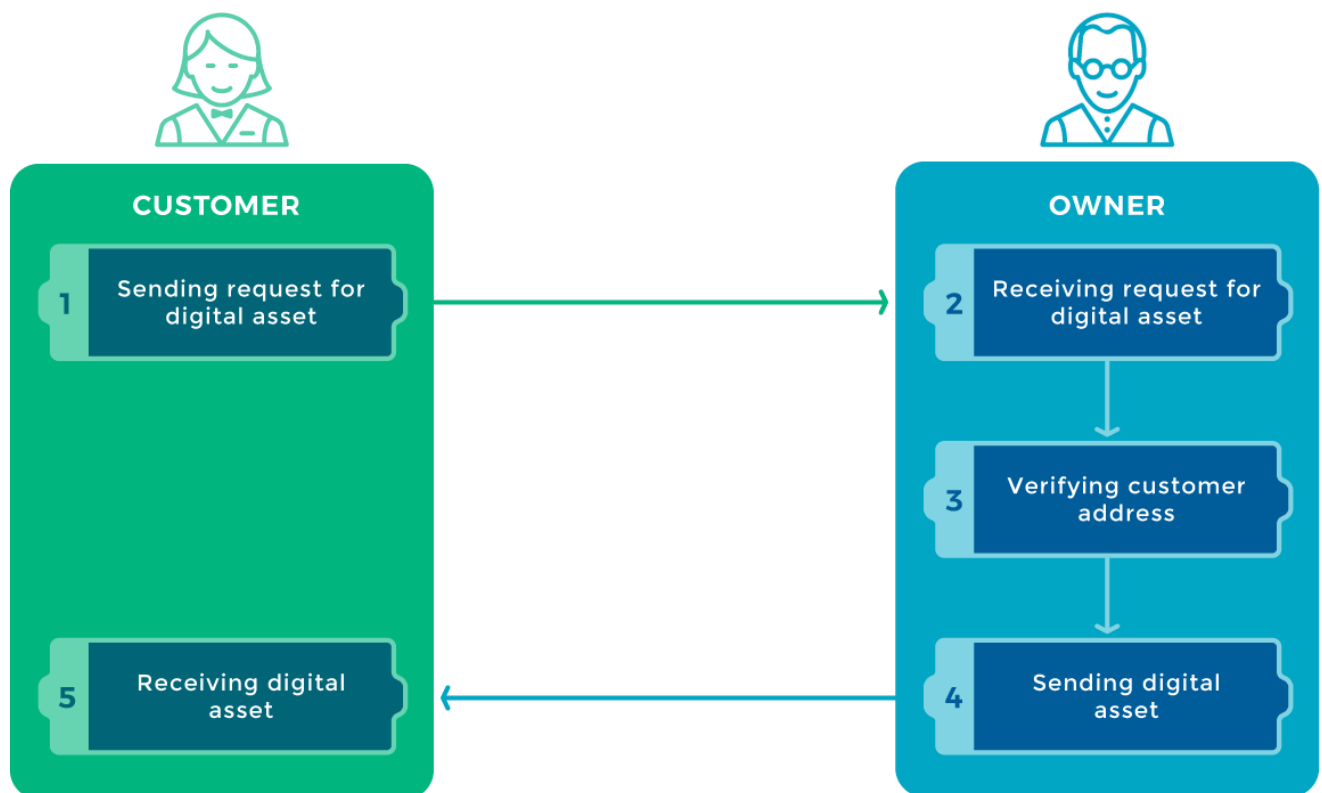 CUSTOMER
1
Sending request for
digital asset
5
Receiving digital
asset
OWNER
2
Receiving request for
digital asset
3
Verifying customer
address
4
Sending digital
asset